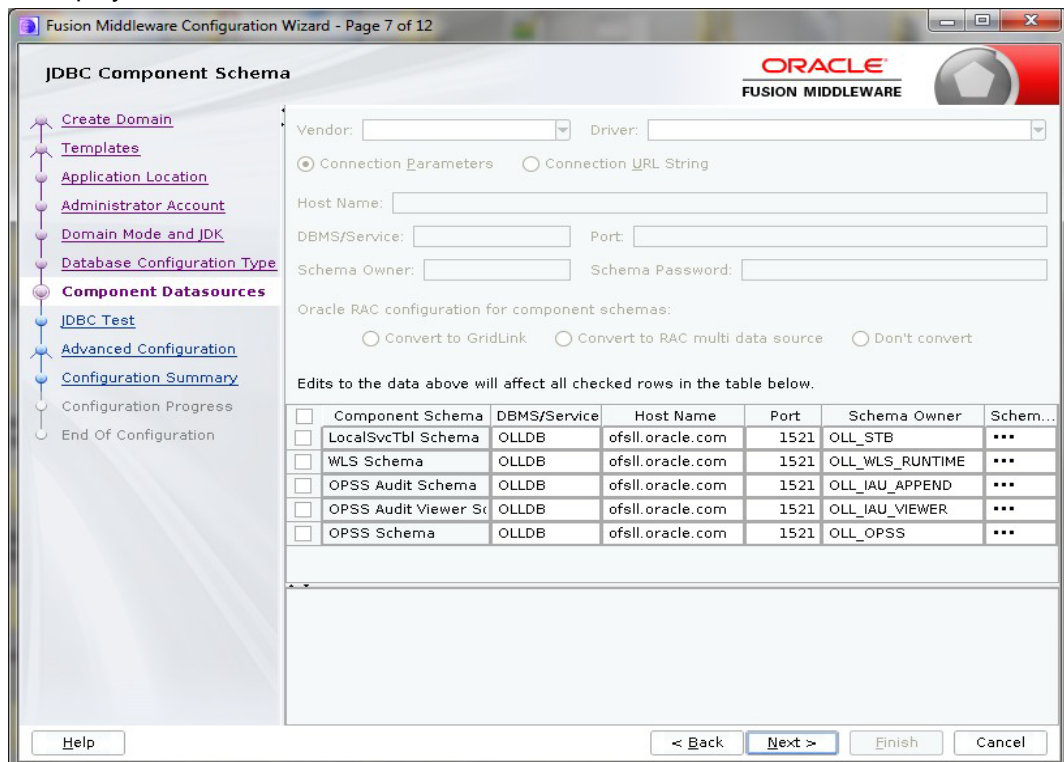 Fusion Middleware Configuration Wizard - Page 7 of 12
JDBC Component Schema
ORACLE
FUSION MIDDLEWARE
Create Domain
Templates
Application Location
Administrator Account
Domain Mode and JDK
Database Configuration Type
Component Datasources
JDBC Test
Advanced Configuration
Configuration Summary
Configuration Progress
End Of Configuration
Vendor: Driver:
Connection Parameters Connection URL String
Host Name:
DBMS/Service: Port:
Schema Owner: Schema Password:
Oracle RAC configuration for component schemas:
Convert to GridLink Convert to RAC multi data source Don't convert
Edits to the data above will affect all checked rows in the table below.
Component Schema DBMS/Service Host Name Port Schema Owner Schem...
LocalSvcTbl Schema OLLDB ofsll.oracle.com 1521 OLL_STB •••
WLS Schema OLLDB ofsll.oracle.com 1521 OLL_WLS_RUNTIME •••
OPSS Audit Schema OLLDB ofsll.oracle.com 1521 OLL_IAU_APPEND •••
OPSS Audit Viewer Sc OLLDB ofsll.oracle.com 1521 OLL_IAU_VIEWER •••
OPSS Schema OLLDB ofsll.oracle.com 1521 OLL_OPSS •••
Help < Back Next > Finish Cancel